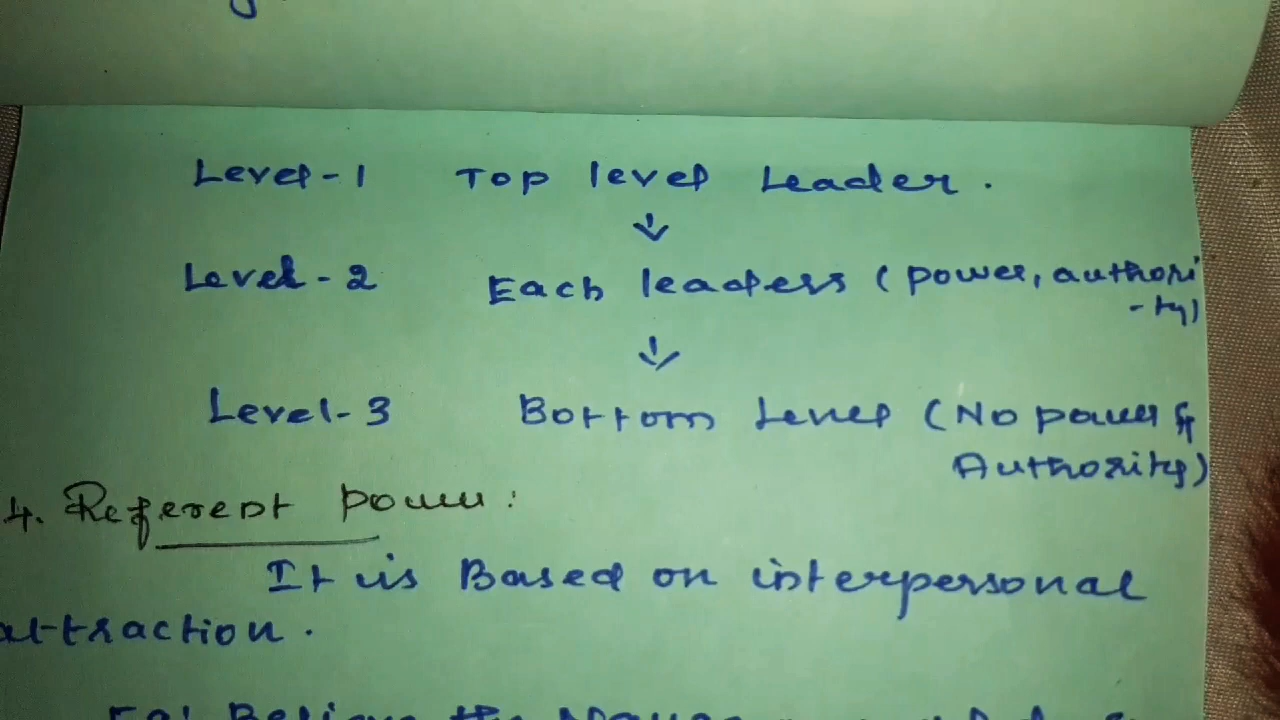 Level-1 Top level Leader.
↓
Level-2 Each leaders (power, authori
-ty)
↓
Level-3 Bottom Level (No power &
Authority)
4. Referent power:
It is Based on interpersonal
attraction.